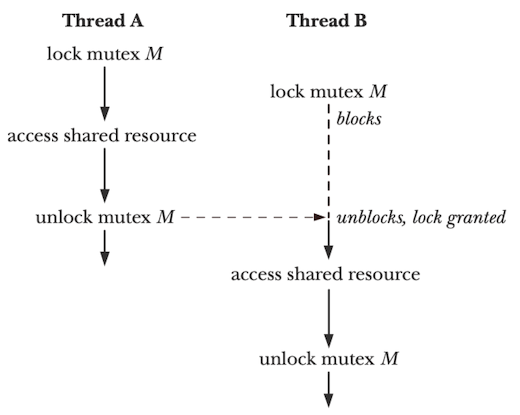 Thread A
Thread B
lock mutex M
lock mutex M
blocks
access shared resource
unlock mutex M
unblocks, lock granted
access shared resource
unlock mutex M